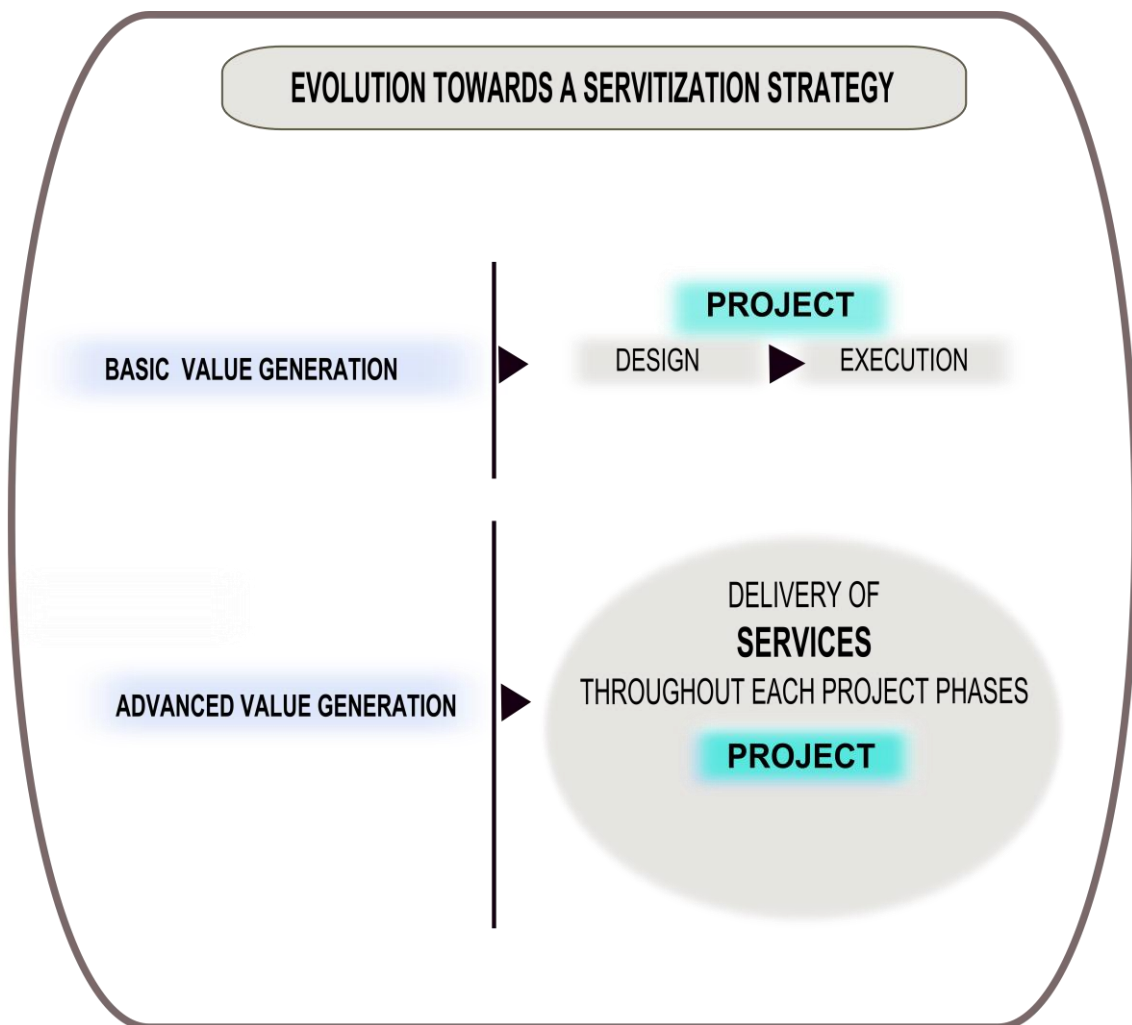 EVOLUTION TOWARDS A SERVITIZATION STRATEGY
PROJECT
BASIC VALUE GENERATION
DESIGN
EXECUTION
DELIVERY OF
SERVICES
THROUGHOUT EACH PROJECT PHASES
ADVANCED VALUE GENERATION
PROJECT